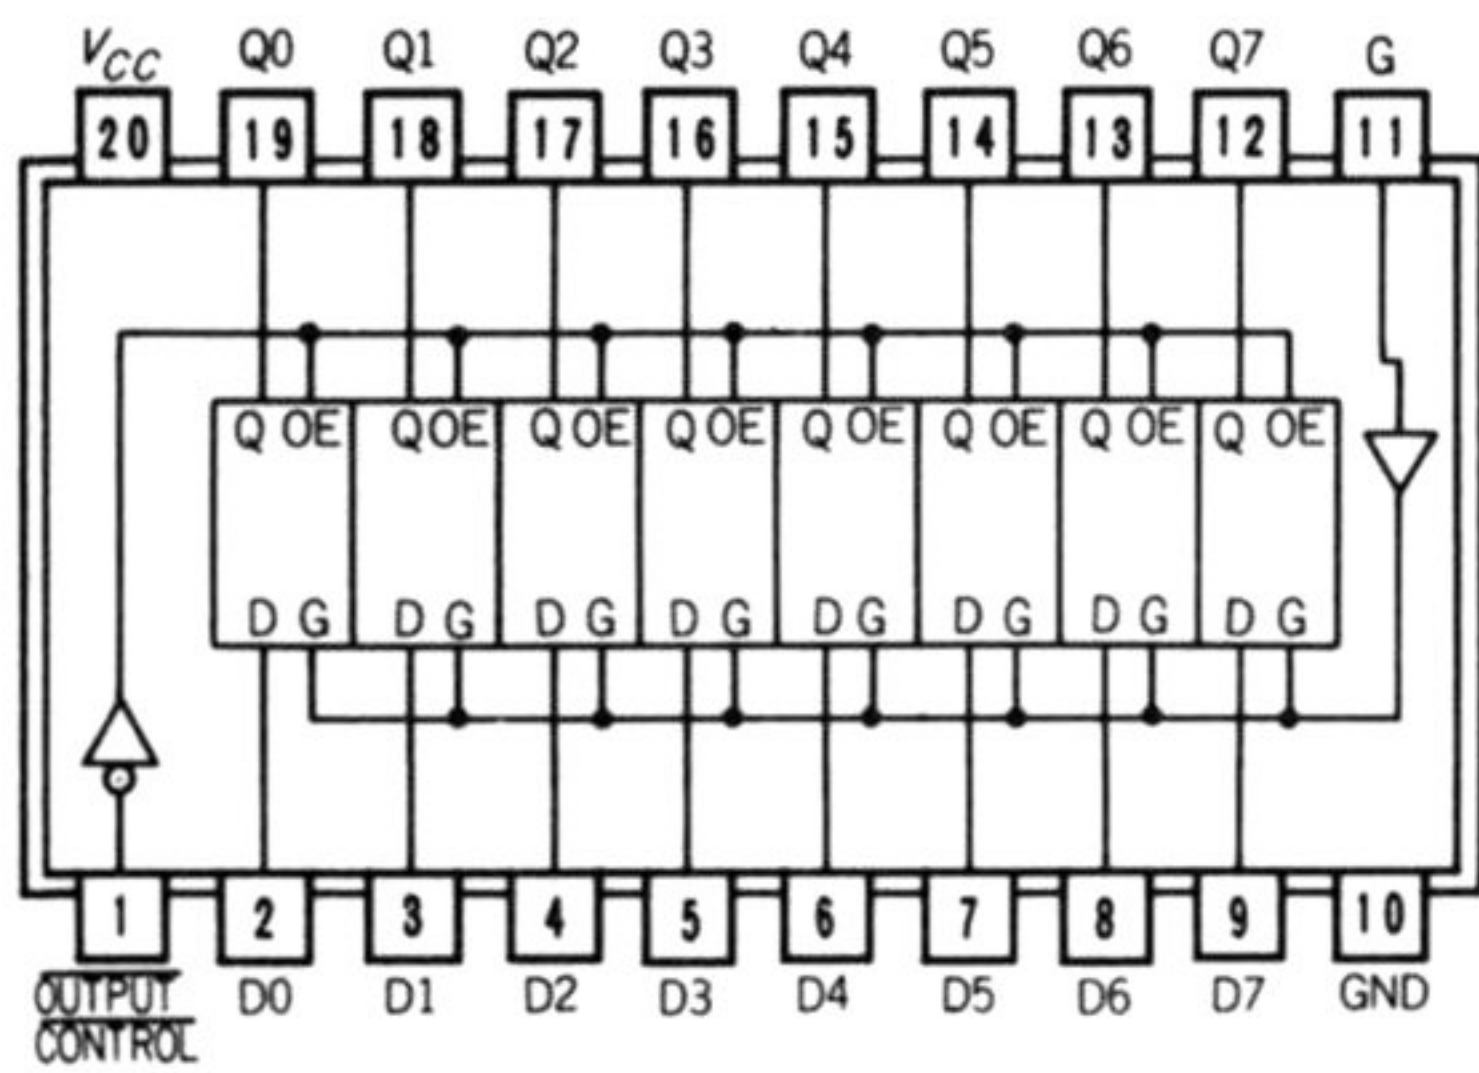 VCC Q0 Q1 Q2 Q3 Q4 Q5 Q6 Q7 G
20 19 18 17 16 15 14 13 12 11
Q OE Q OE Q OE Q OE Q OE Q OE Q OE Q OE
D G D G D G D G D G D G D G D G
1 2 3 4 5 6 7 8 9 10
OUTPUT D0 D1 D2 D3 D4 D5 D6 D7 GND
CONTROL